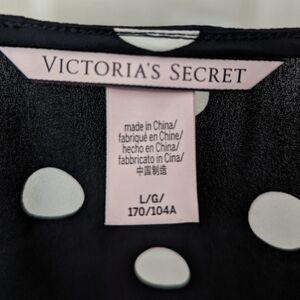 VICTORIA'S SECRET
made in China/
fabriqué en Chine/
hecho en China/
fabbricato in Cina/
中国制造
L/G/
170/104A